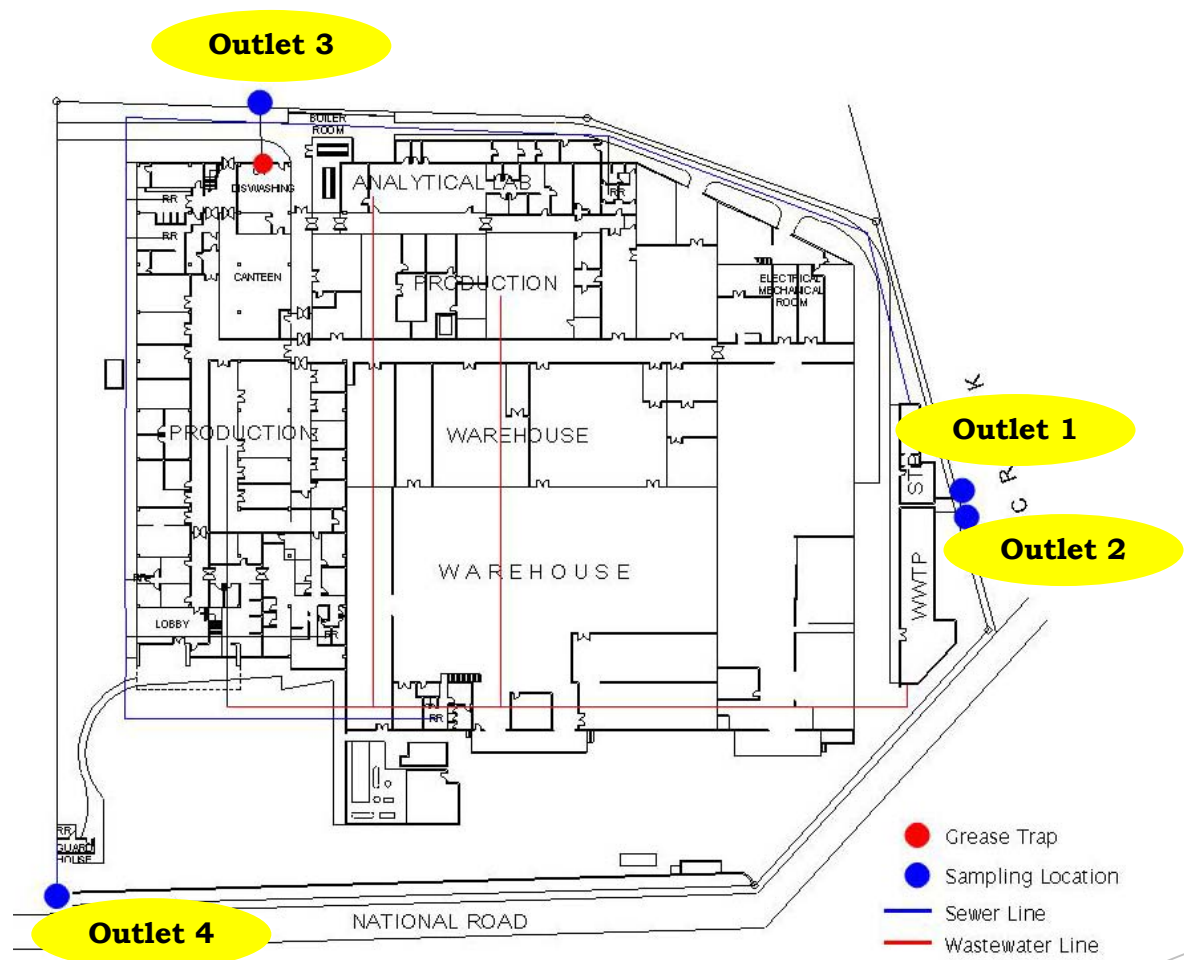 Outlet 3
BOILER
ROOM
DISWASHING
ANALYTICAL LAB
RR
RR
RR
CANTEEN
PRODUCTION
ELECTRICAL
MECHANICAL
ROOM
PRODUCTION
WAREHOUSE
Outlet 1
STP
Outlet 2
WAREHOUSE
WWTP
LOBBY
RR
RR
RR
GUARD
HOUSE
Outlet 4
NATIONAL ROAD
Grease Trap
Sampling Location
Sewer Line
Wastewater Line